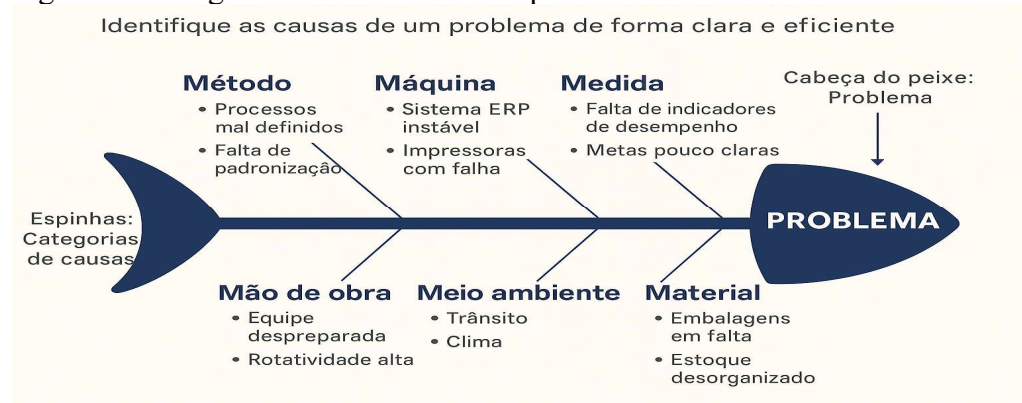 Identifique as causas de um problema de forma clara e eficiente
Método
• Processos
mal definidos
• Falta de
padronização
Máquina
• Sistema ERP
instável
• Impressoras
com falha
Medida
• Falta de indicadores
de desempenho
• Metas pouco claras
Cabeça do peixe:
Problema
Espinhas:
Categorias
de causas
PROBLEMA
Mão de obra
• Equipe
despreparada
• Rotatividade alta
Meio ambiente
• Trânsito
• Clima
Material
• Embalagens
em falta
• Estoque
desorganizado